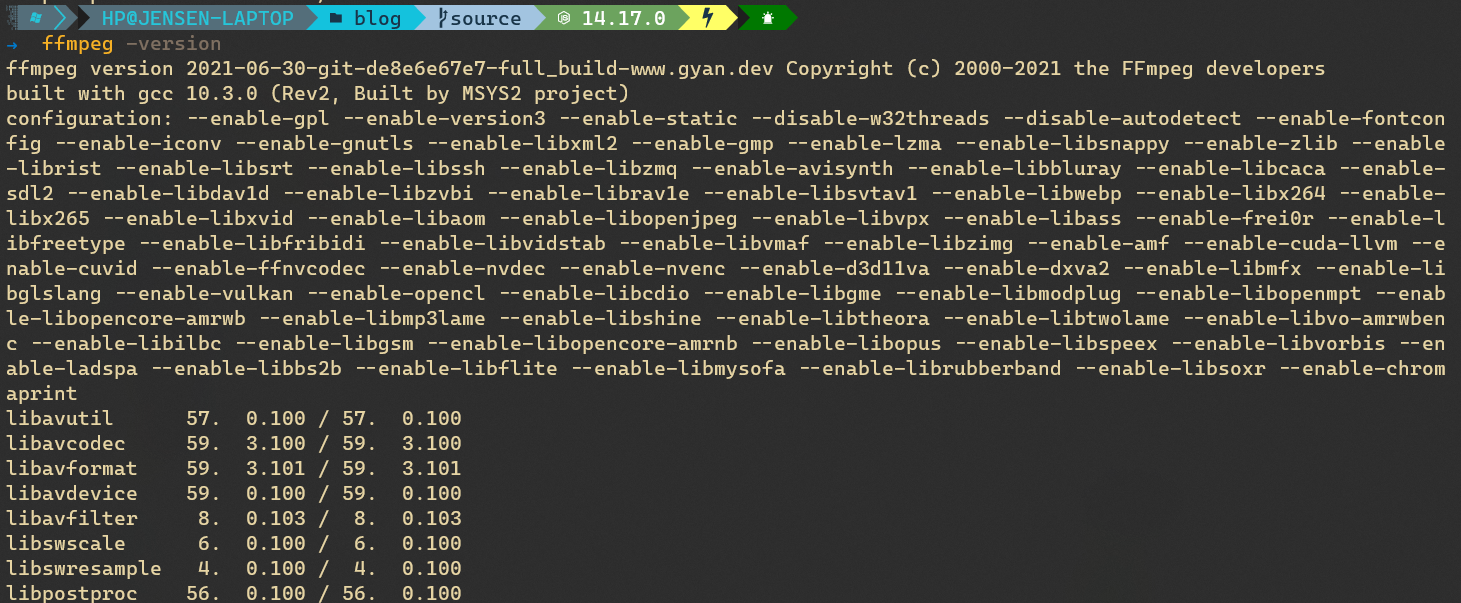 HP@JENSEN-LAPTOP blog source 14.17.0
→ ffmpeg -version
ffmpeg version 2021-06-30-git-de8e6e67e7-full_build-www.gyan.dev Copyright (c) 2000-2021 the FFmpeg developers
built with gcc 10.3.0 (Rev2, Built by MSYS2 project)
configuration: --enable-gpl --enable-version3 --enable-static --disable-w32threads --disable-autodetect --enable-fontcon
fig --enable-iconv --enable-gnutls --enable-libxml2 --enable-gmp --enable-lzma --enable-libsnappy --enable-zlib --enable
-librist --enable-libsrt --enable-libssh --enable-libzmq --enable-avisynth --enable-libbluray --enable-libcaca --enable-
sdl2 --enable-libdav1d --enable-libzvbi --enable-librav1e --enable-libsvtav1 --enable-libwebp --enable-libx264 --enable-
libx265 --enable-libxvid --enable-libaom --enable-libopenjpeg --enable-libvpx --enable-libass --enable-frei0r --enable-l
ibfreetype --enable-libfribidi --enable-libvidstab --enable-libvmaf --enable-libzimg --enable-amf --enable-cuda-llvm --e
nable-cuvid --enable-ffnvcodec --enable-nvdec --enable-nvenc --enable-d3d11va --enable-dxva2 --enable-libmfx --enable-li
bglslang --enable-vulkan --enable-opencl --enable-libcdio --enable-libgme --enable-libmodplug --enable-libopenmpt --enab
le-libopencore-amrwb --enable-libmp3lame --enable-libshine --enable-libtheora --enable-libtwolame --enable-libvo-amrwben
c --enable-libilbc --enable-libgsm --enable-libopencore-amrnb --enable-libopus --enable-libspeex --enable-libvorbis --en
able-ladspa --enable-libbs2b --enable-libflite --enable-libmysofa --enable-librubberband --enable-libsoxr --enable-chrom
aprint
libavutil      57.  0.100 / 57.  0.100
libavcodec     59.  3.100 / 59.  3.100
libavformat    59.  3.101 / 59.  3.101
libavdevice    59.  0.100 / 59.  0.100
libavfilter     8.  0.103 /  8.  0.103
libswscale      6.  0.100 /  6.  0.100
libswresample   4.  0.100 /  4.  0.100
libpostproc    56.  0.100 / 56.  0.100